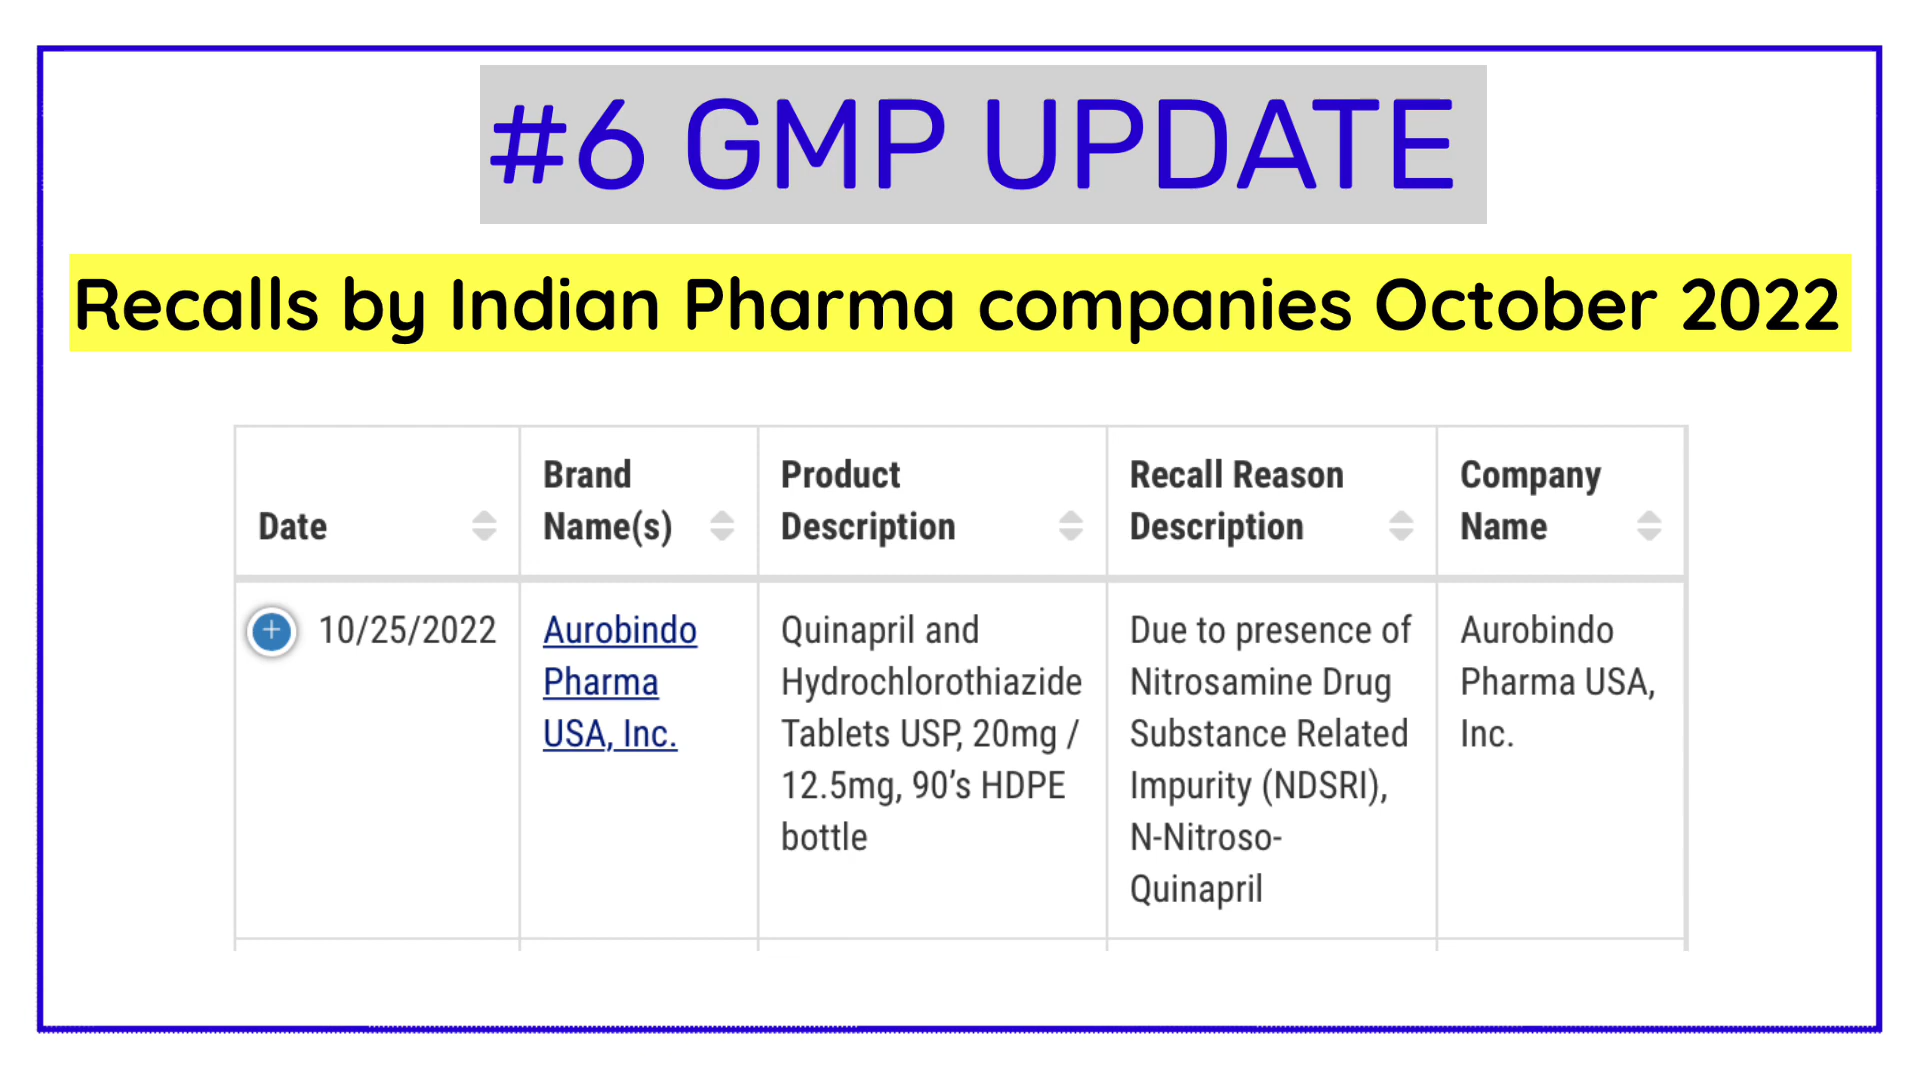 #6 GMP UPDATE
Recalls by Indian Pharma companies October 2022
Date
Brand
Name(s)
Product
Description
Recall Reason
Description
Company
Name
10/25/2022
Aurobindo
Pharma
USA, Inc.
Quinapril and
Hydrochlorothiazide
Tablets USP, 20mg /
12.5mg, 90’s HDPE
bottle
Due to presence of
Nitrosamine Drug
Substance Related
Impurity (NDSRI),
N-Nitroso-
Quinapril
Aurobindo
Pharma USA,
Inc.